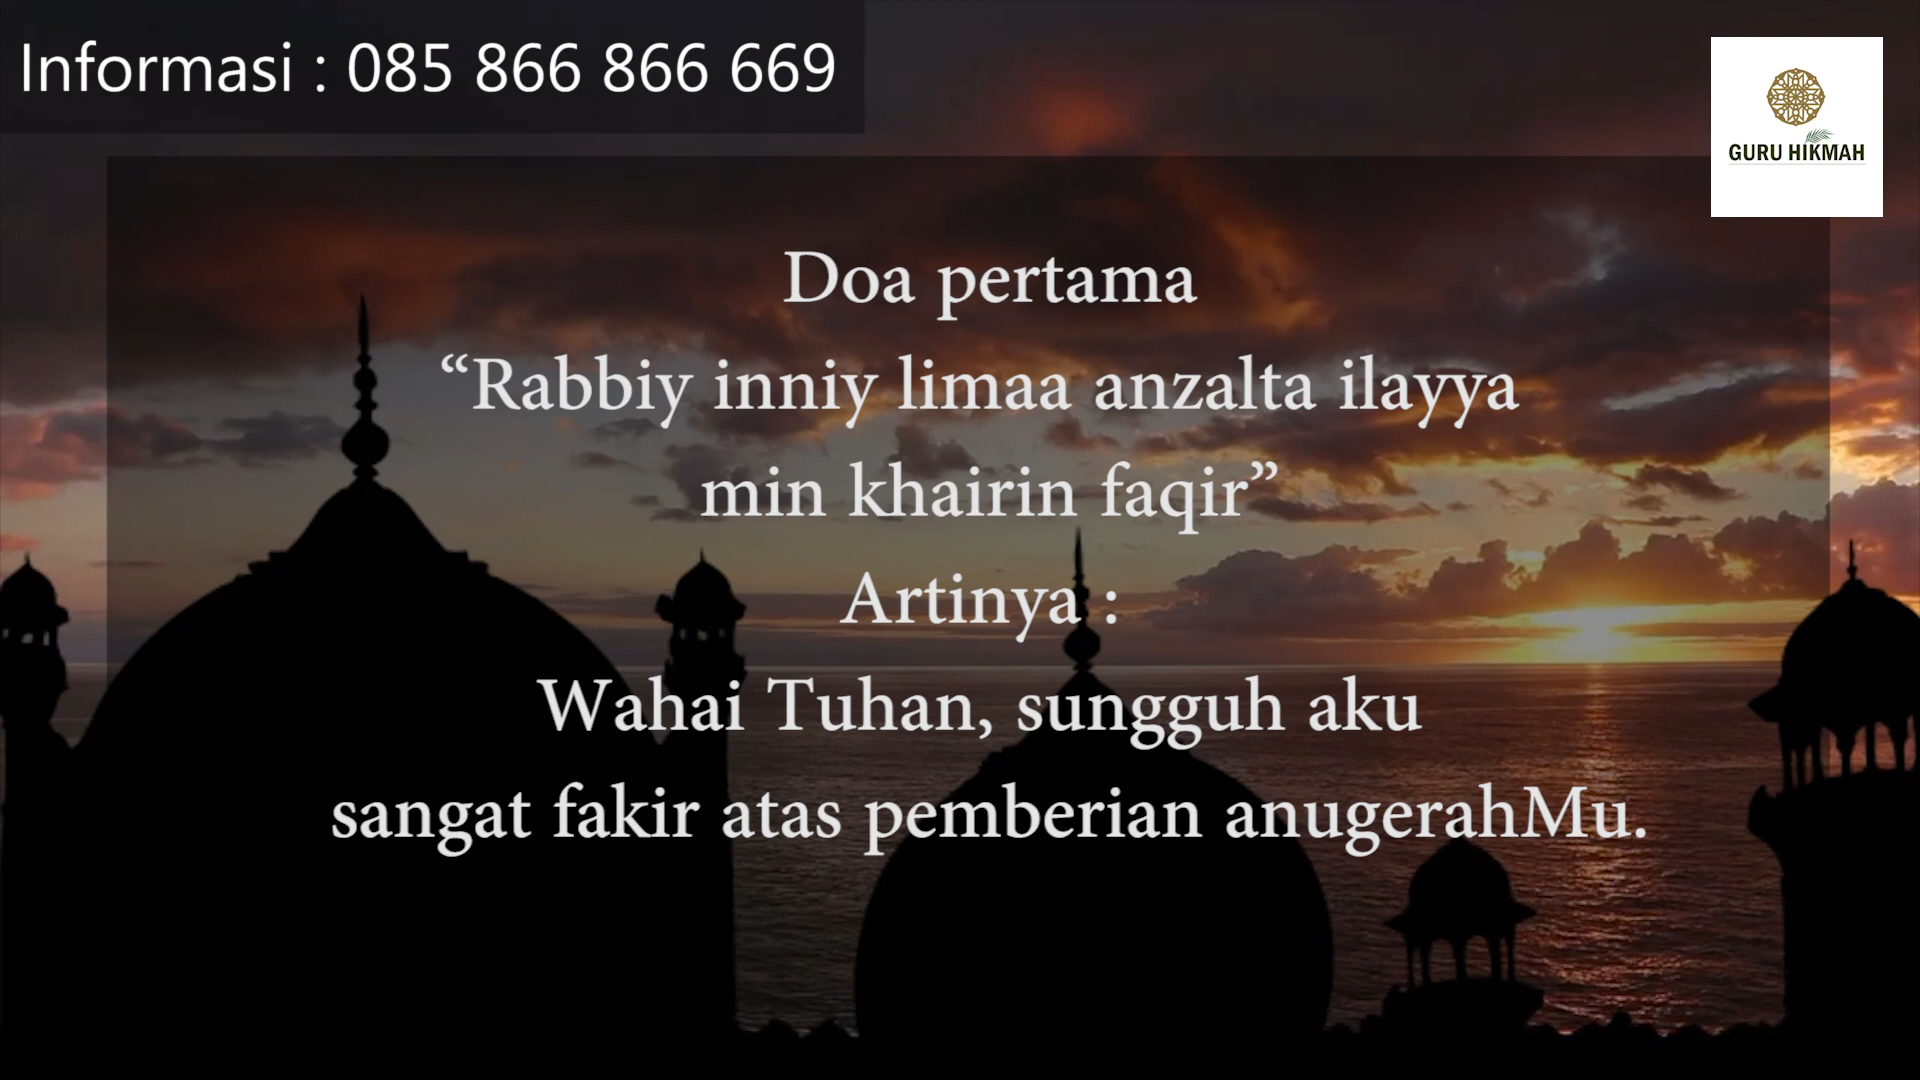 Informasi : 085 866 866 669
GURU HIKMAH
Doa pertama
“Rabbiy inniy limaa anzalta ilayya
min khairin faqir”
Artinya :
Wahai Tuhan, sungguh aku
sangat fakir atas pemberian anugerahMu.